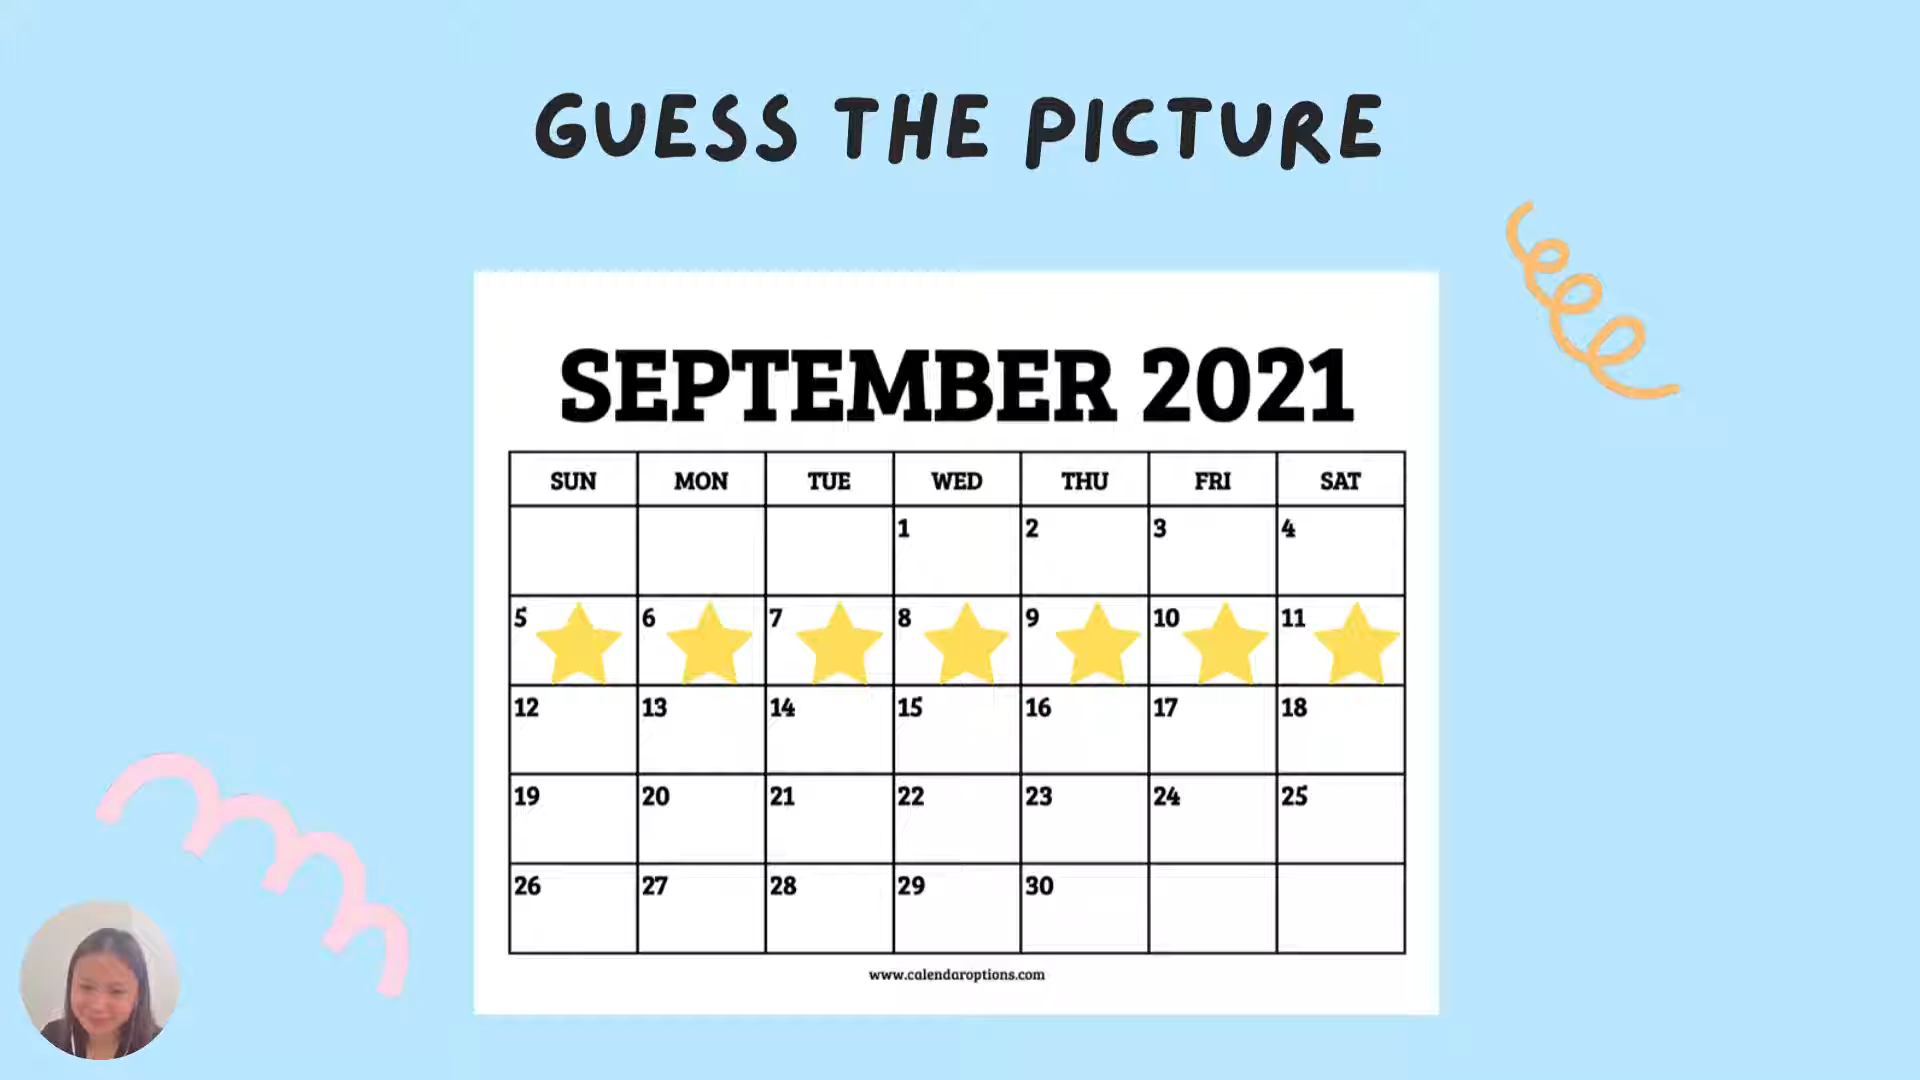 GUESS THE PICTURE
SEPTEMBER 2021
SUN MON TUE WED THU FRI SAT
1 2 3 4
5 6 7 8 9 10 11
12 13 14 15 16 17 18
19 20 21 22 23 24 25
26 27 28 29 30
www.calendaroptions.com